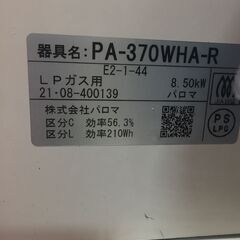 器具名: PA-370WHA-R
E2-1-44
LPガス用 8.50kW
21・08-400139 パロマ
株式会社パロマ
区分C 効率56.3%
区分L 効率210Wh
PS
LPG